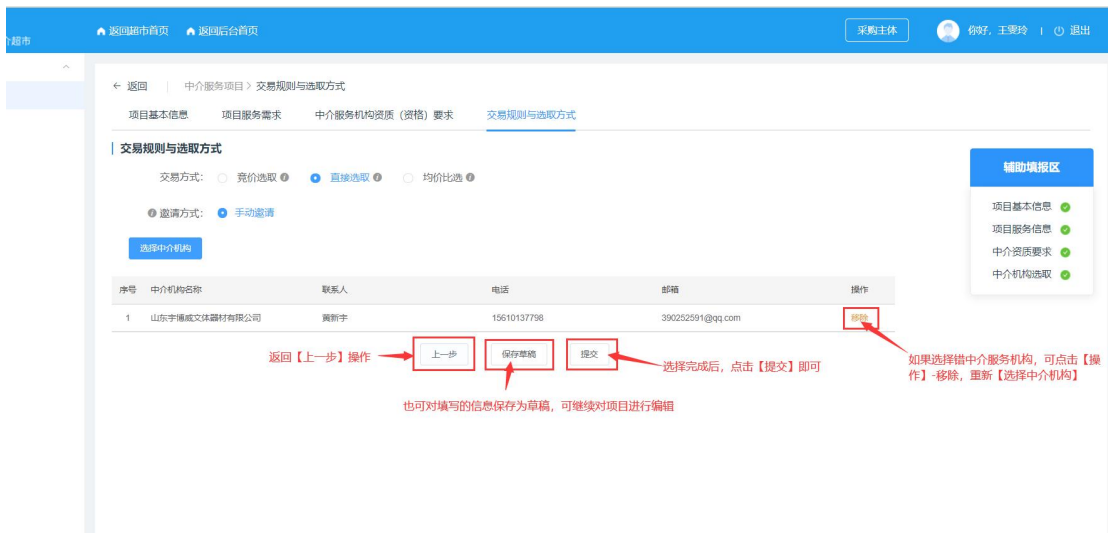 返回超市首页 返回后台首页 采购主体 你好，王雯玲 | 退出
介超市
← 返回 | 中介服务项目 > 交易规则与选取方式
项目基本信息 项目服务需求 中介服务机构资质（资格）要求 交易规则与选取方式
交易规则与选取方式
辅助填报区
交易方式： 竞价选取 直接选取 均价比选
项目基本信息
邀请方式： 手动邀请
项目服务信息
选择中介机构
中介资质要求
中介机构选取
序号 中介机构名称 联系人 电话 邮箱 操作
1 山东宇博威文体器材有限公司 黄新宇 15610137798 390252591@qq.com 移除
返回【上一步】操作 上一步 保存草稿 提交 选择完成后，点击【提交】即可
如果选择错中介服务机构，可点击【操
作】-移除，重新【选择中介机构】
也可对填写的信息保存为草稿，可继续对项目进行编辑